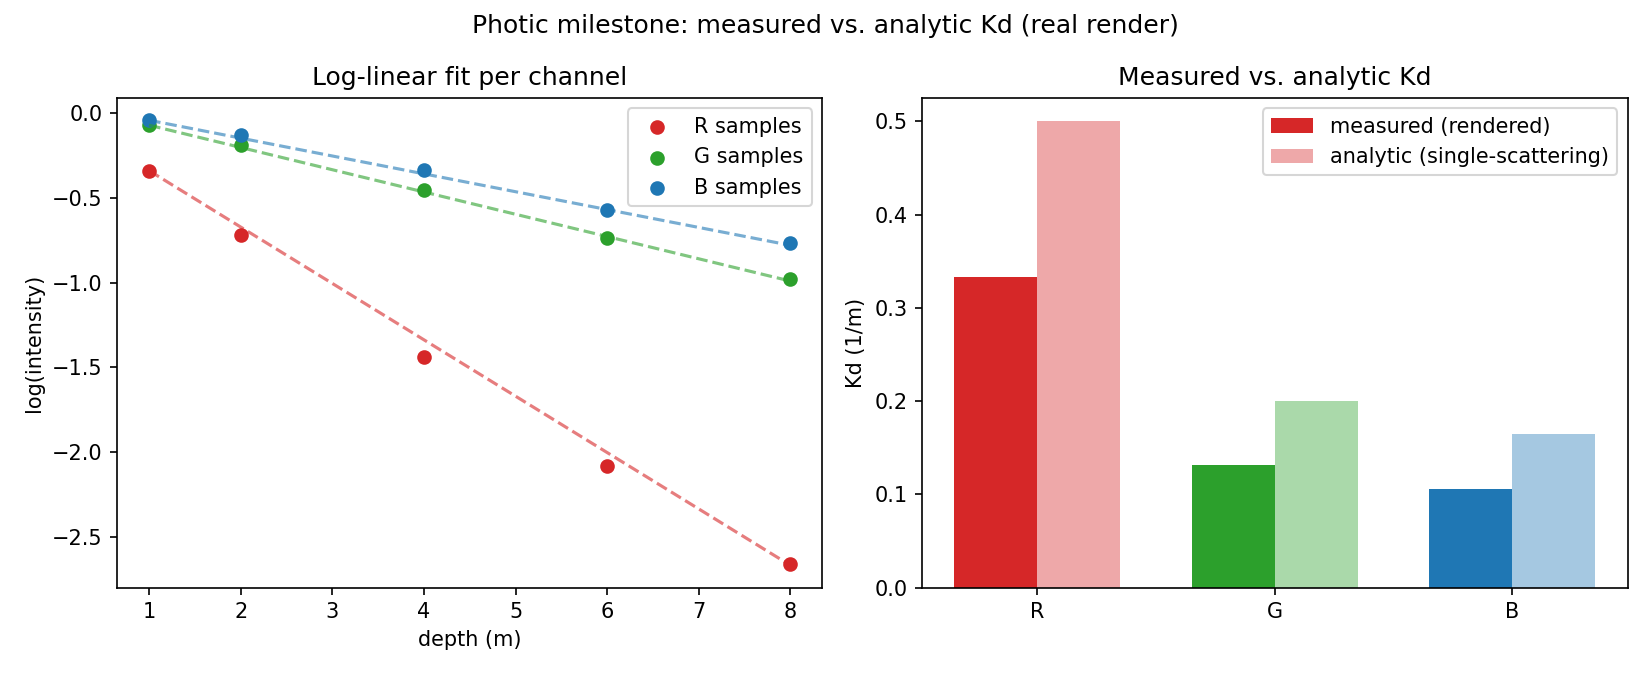 Photic milestone: measured vs. analytic Kd (real render)
Log-linear fit per channel
R samples
G samples
B samples
log(intensity)
0.0
−0.5
−1.0
−1.5
−2.0
−2.5
1 2 3 4 5 6 7 8
depth (m)
Measured vs. analytic Kd
measured (rendered)
analytic (single-scattering)
Kd (1/m)
0.5
0.4
0.3
0.2
0.1
0.0
R G B